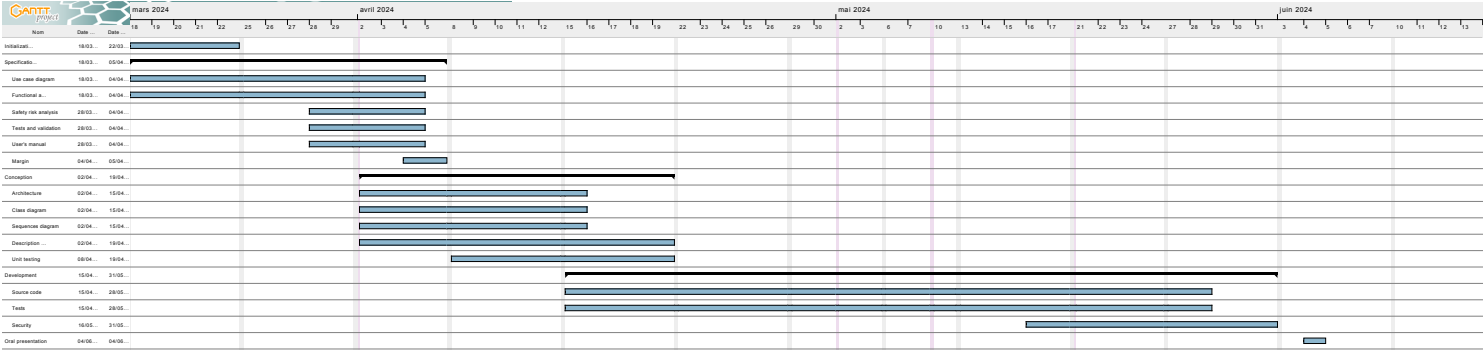 GANTT project mars 2024 avril 2024 mai 2024 juin 2024
Nom Date ... Date ... 18 19 20 21 22 25 26 27 28 29 2 3 4 5 8 9 10 11 12 15 16 17 18 19 22 23 24 25 26 29 30 2 3 6 7 10 13 14 15 16 17 21 22 23 24 27 28 29 30 31 3 4 5 6 7 10 11 12 13
Initializati... 18/03... 22/03...
Specificatio... 18/03... 05/04...
Use case diagram 18/03... 04/04...
Functional a... 18/03... 04/04...
Safety risk analysis 28/03... 04/04...
Tests and validation 28/03... 04/04...
User's manual 28/03... 04/04...
Margin 04/04... 05/04...
Conception 02/04... 19/04...
Architecture 02/04... 15/04...
Class diagram 02/04... 15/04...
Sequences diagram 02/04... 15/04...
Description ... 02/04... 19/04...
Unit testing 08/04... 19/04...
Development 15/04... 31/05...
Source code 15/04... 28/05...
Tests 15/04... 28/05...
Security 16/05... 31/05...
Oral presentation 04/06... 04/06...